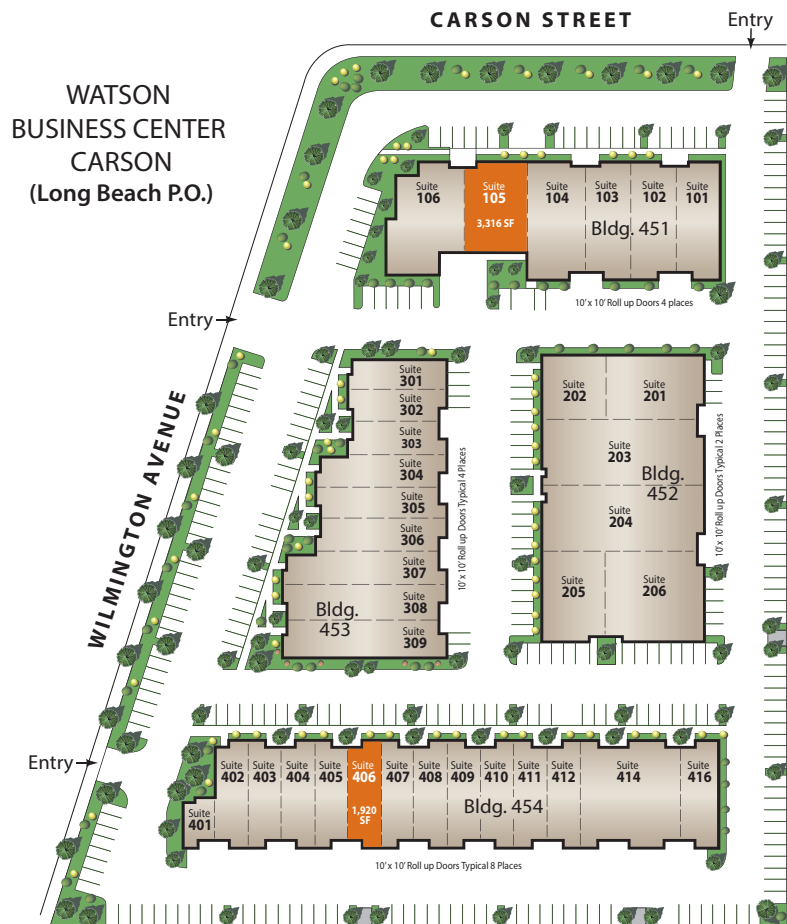 CARSON STREET
Entry
WATSON
BUSINESS CENTER
CARSON
(Long Beach P.O.)
Suite
106
Suite
105
3,316 SF
Suite
104
Suite
103
Suite
102
Suite
101
Bldg. 451
10' x 10' Roll up Doors 4 places
Entry
WILMINGTON AVENUE
Suite
301
Suite
302
Suite
303
Suite
304
Suite
305
Suite
306
Suite
307
Suite
308
Suite
309
Bldg.
453
10' x 10' Roll up Doors Typical 4 Places
Suite
202
Suite
201
Suite
203
Bldg.
452
Suite
204
Suite
205
Suite
206
10' x 10' Roll up Doors Typical 2 Places
Entry
Suite
401
Suite
402
Suite
403
Suite
404
Suite
405
Suite
406
1,920
SF
Suite
407
Suite
408
Suite
409
Suite
410
Suite
411
Suite
412
Suite
414
Suite
416
Bldg. 454
10' x 10' Roll up Doors Typical 8 Places